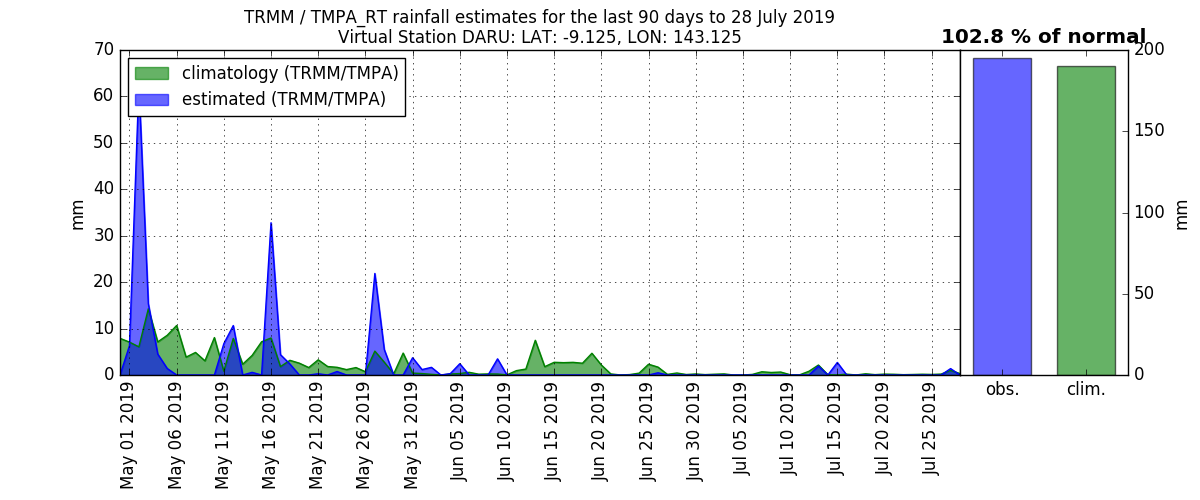 TRMM / TMPA_RT rainfall estimates for the last 90 days to 28 July 2019
Virtual Station DARU: LAT: -9.125, LON: 143.125
102.8 % of normal
climatology (TRMM/TMPA)
estimated (TRMM/TMPA)
70
60
50
40
30
20
10
0
mm
200
150
100
50
0
mm
May 01 2019
May 06 2019
May 11 2019
May 16 2019
May 21 2019
May 26 2019
May 31 2019
Jun 05 2019
Jun 10 2019
Jun 15 2019
Jun 20 2019
Jun 25 2019
Jun 30 2019
Jul 05 2019
Jul 10 2019
Jul 15 2019
Jul 20 2019
Jul 25 2019
obs.
clim.